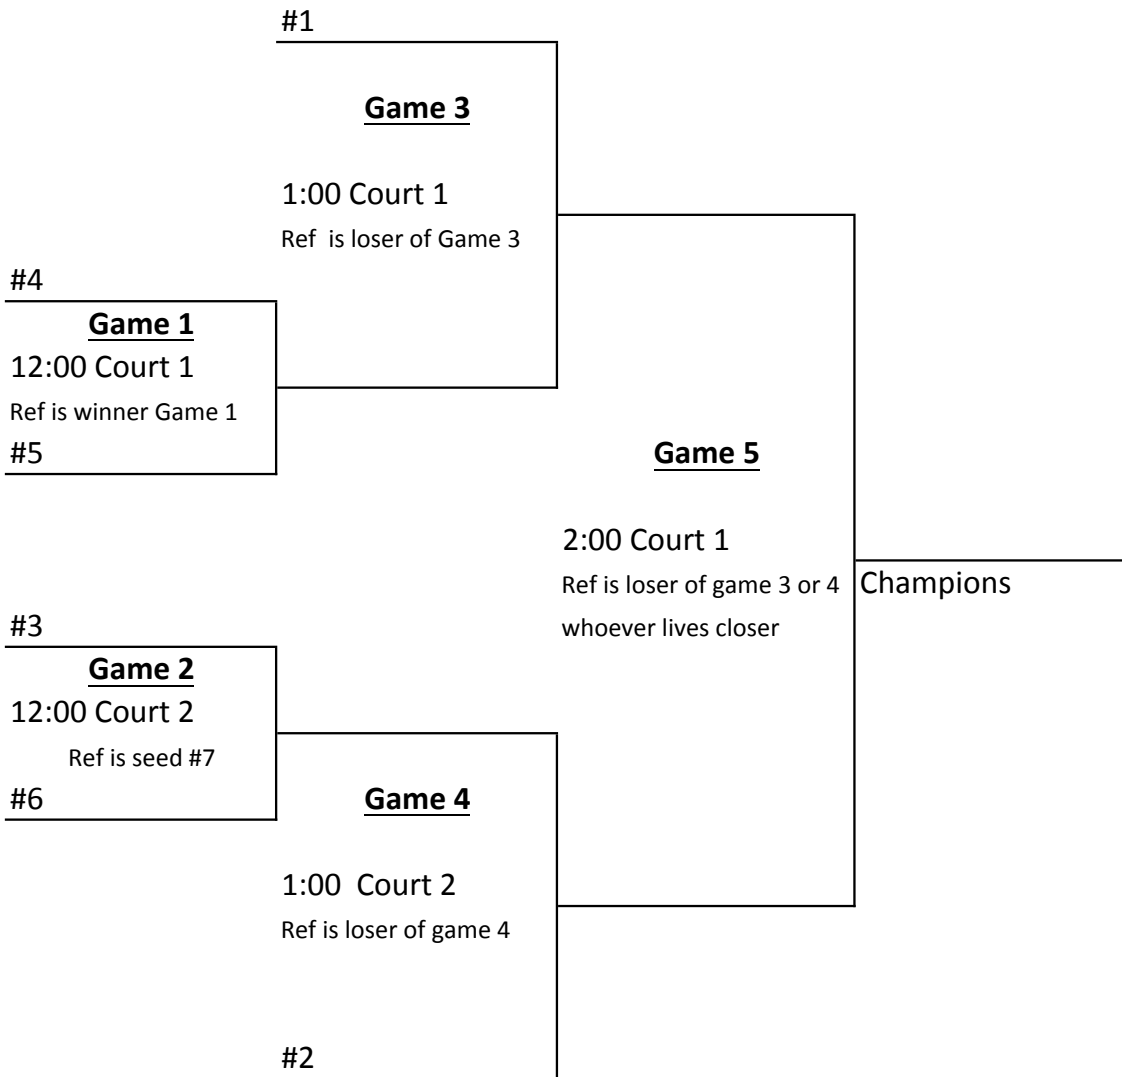 #1
Game 3
1:00 Court 1
Ref  is loser of Game 3
#4
Game 1
12:00 Court 1
Ref is winner Game 1
#5
Game 5
2:00 Court 1
Ref is loser of game 3 or 4
whoever lives closer
Champions
#3
Game 2
12:00 Court 2
Ref is seed #7
#6
Game 4
1:00  Court 2
Ref is loser of game 4
#2